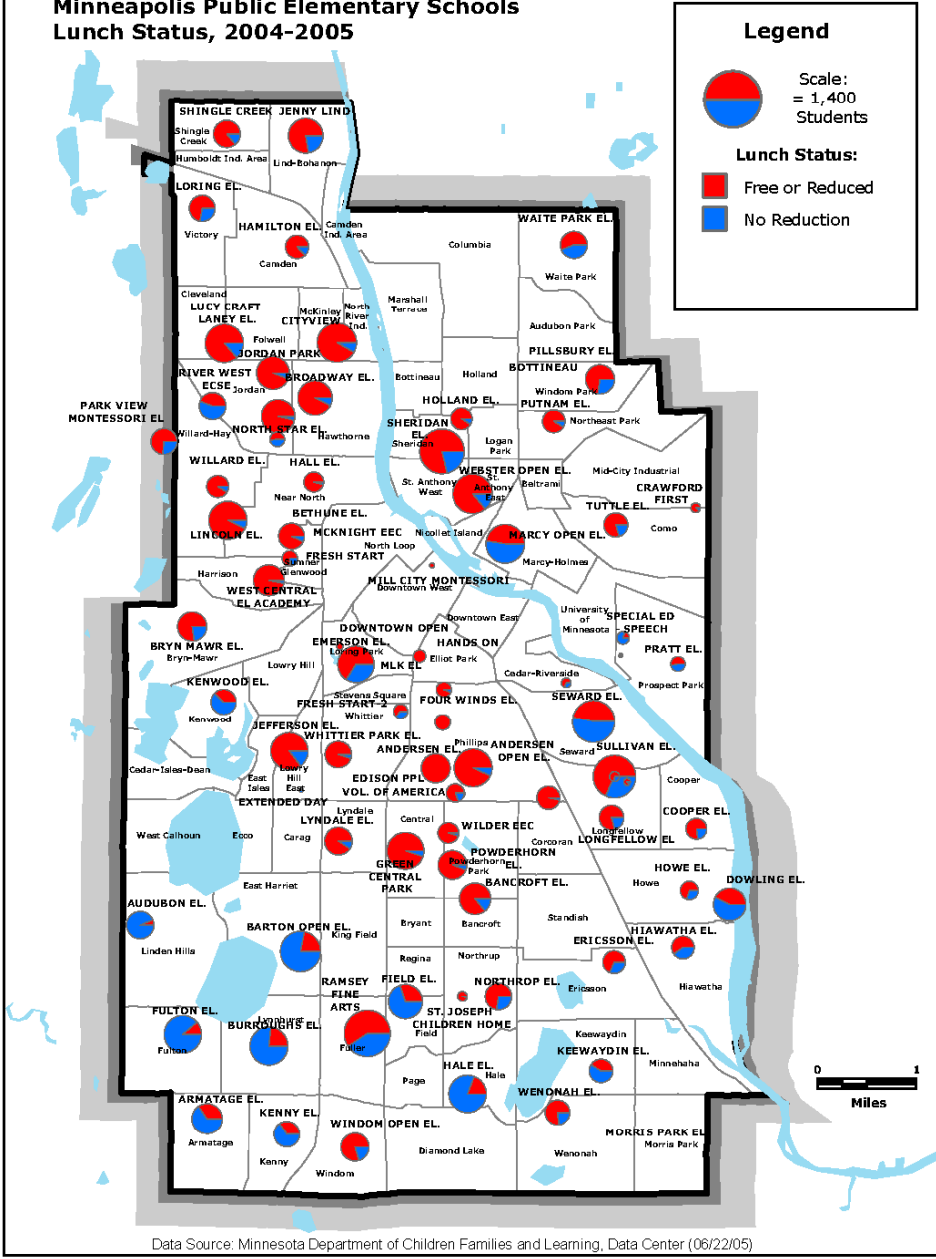 Minneapolis Public Elementary Schools
Lunch Status, 2004-2005
Legend
Scale:
= 1,400
Students
Lunch Status:
Free or Reduced
No Reduction
SHINGLE CREEK
JENNY LIND
Shingle
Creek
Humboldt Ind. Area
Lind-Bohanon
LORING EL.
Victory
HAMILTON EL.
Camden
Ind. Area
Camden
Columbia
WAITE PARK EL.
Waite Park
Cleveland
LUCY CRAFT
LANEY EL.
Folwell
McKinley
North
River
Ind.
CITYVIEW
Marshall
Terrace
Audubon Park
PILLSBURY EL.
JORDAN PARK
RIVER WEST
ECSE
Jordan
BROADWAY EL.
Bottineau
Holland
BOTTINEAU
Windom Park
PARK VIEW
MONTESSORI EL
Willard-Hay
NORTH STAR EL.
Hawthorne
HOLLAND EL.
SHERIDAN
EL.
Sheridan
Logan
Park
PUTNAM EL.
Northeast Park
WILLARD EL.
HALL EL.
Near North
St. Anthony
West
WEBSTER OPEN EL.
St.
Anthony
East
Beltrami
Mid-City Industrial
CRAWFORD
FIRST
BETHUNE EL.
LINCOLN EL.
MCKNIGHT EEC
North Loop
Nicollet Island
MARCY OPEN EL.
TUTTLE EL.
Como
FRESH START
Sumner
Glenwood
Harrison
WEST CENTRAL
EL ACADEMY
Marcy-Holmes
MILL CITY MONTESSORI
Downtown West
Downtown East
University
of
Minnesota
SPECIAL ED
SPEECH
PRATT EL.
Prospect Park
BRYN MAWR EL.
Bryn-Mawr
DOWNTOWN OPEN
EMERSON EL.
Loring Park
HANDS ON
MLK EL
Elliot Park
Lowry Hill
Cedar-Riverside
KENWOOD EL.
Kenwood
Stevens Square
FRESH START-2
Whittier
FOUR WINDS EL.
SEWARD EL.
JEFFERSON EL.
WHITTIER PARK EL.
Lowry
Hill
East
ANDERSEN EL.
Phillips
ANDERSEN
OPEN EL.
Seward
SULLIVAN EL.
Cedar-Isles-Dean
East
Isles
EDISON PPL
VOL. OF AMERICA
Cooper
EXTENDED DAY
Lyndale
LYNDALE EL.
Central
WILDER EEC
Corcoran
Longfellow
LONGFELLOW EL
COOPER EL.
West Calhoun
Ecco
Carag
GREEN
CENTRAL
PARK
POWDERHORN
EL.
Powderhorn
Park
HOWE EL.
Howe
DOWLING EL.
East Harriet
BANCROFT EL.
Bancroft
Standish
AUDUBON EL.
Linden Hills
BARTON OPEN EL.
King Field
Bryant
Regina
Northrup
ERICSSON EL.
Ericsson
HIAWATHA EL.
Hiawatha
RAMSEY
FINE
ARTS
FIELD EL.
NORTHROP EL.
ST. JOSEPH
CHILDREN HOME
Field
FULTON EL.
Fulton
Lynnhurst
BURROUGHS EL.
Fuller
Keewaydin
KEEWAYDIN EL.
Minnehaha
Page
HALE EL.
Hale
WENONAH EL.
Wenonah
0 1
Miles
ARMATAGE EL.
Armatage
KENNY EL.
Kenny
WINDOM OPEN EL.
Windom
Diamond Lake
MORRIS PARK EL
Morris Park
Data Source: Minnesota Department of Children Families and Learning, Data Center (06/22/05)